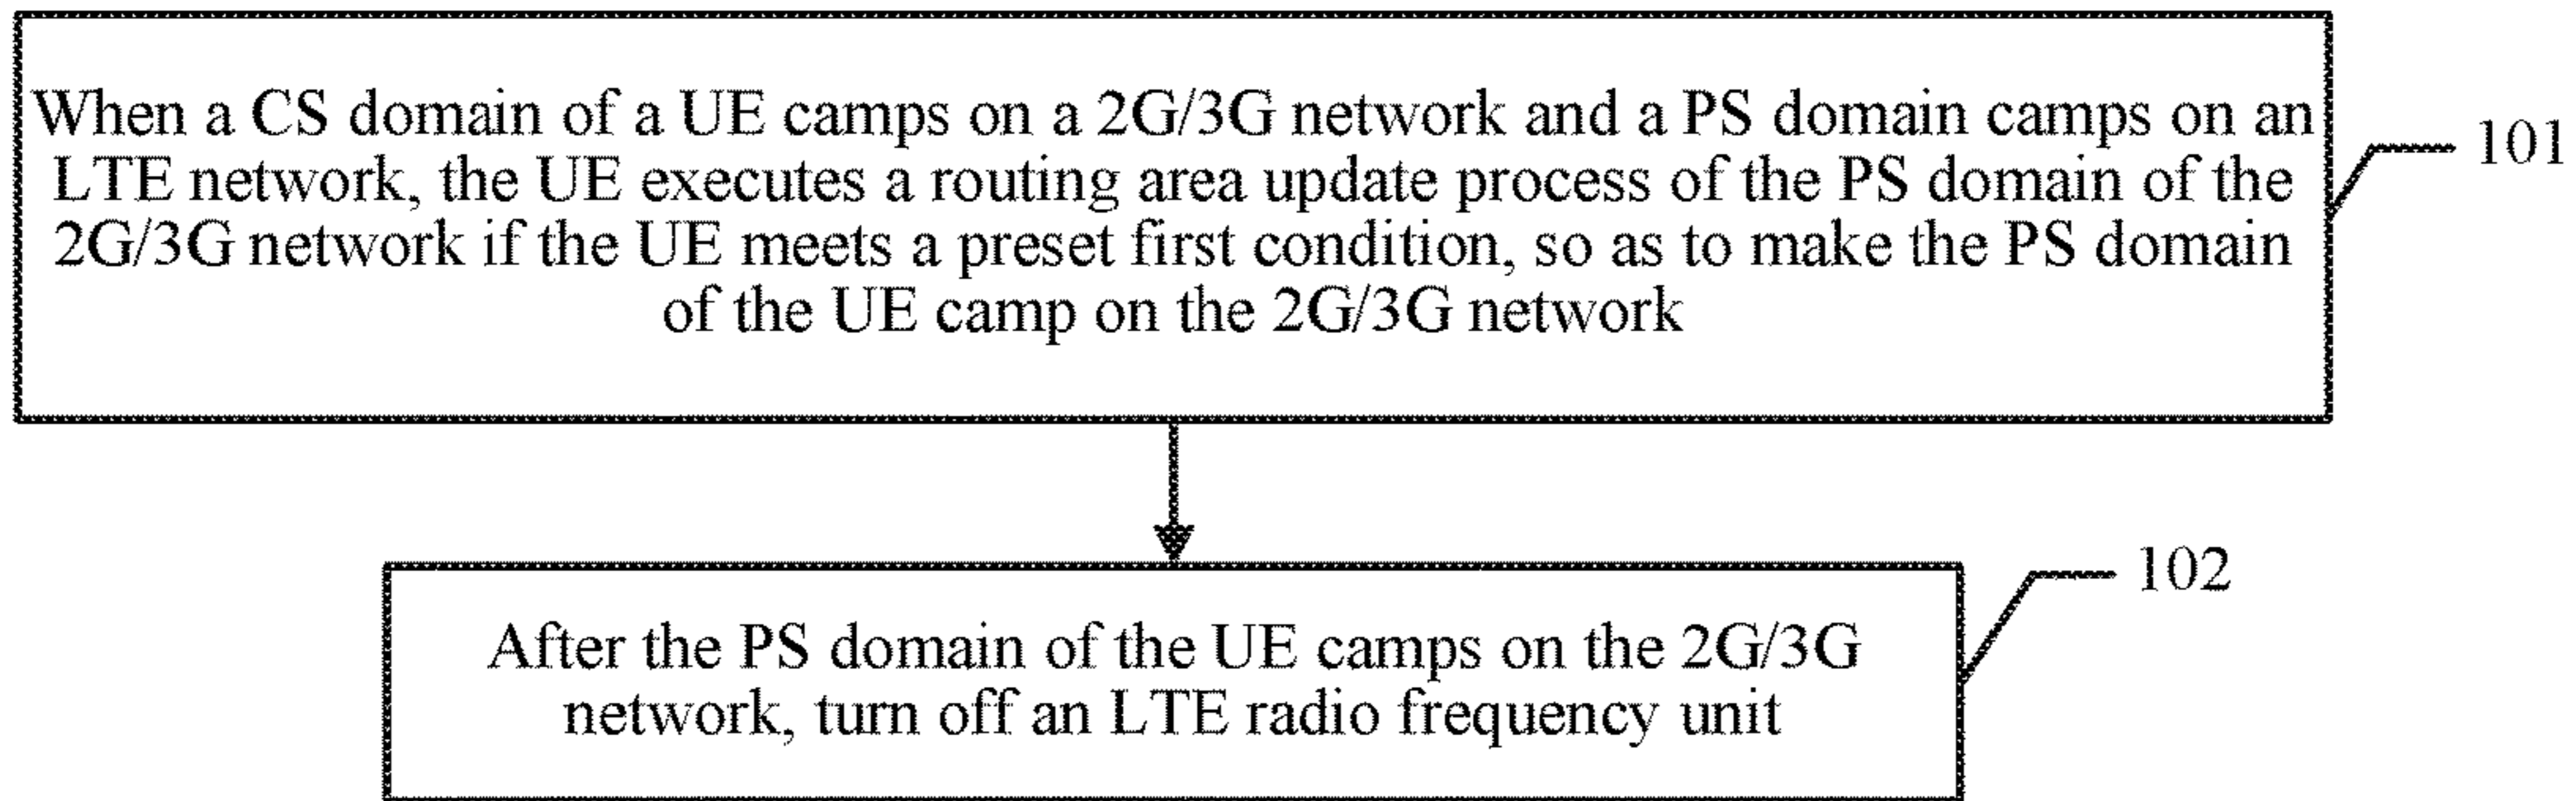 When a CS domain of a UE camps on a 2G/3G network and a PS domain camps on an
LTE network, the UE executes a routing area update process of the PS domain of the
2G/3G network if the UE meets a preset first condition, so as to make the PS domain
of the UE camp on the 2G/3G network
101
After the PS domain of the UE camps on the 2G/3G
network, turn off an LTE radio frequency unit
102